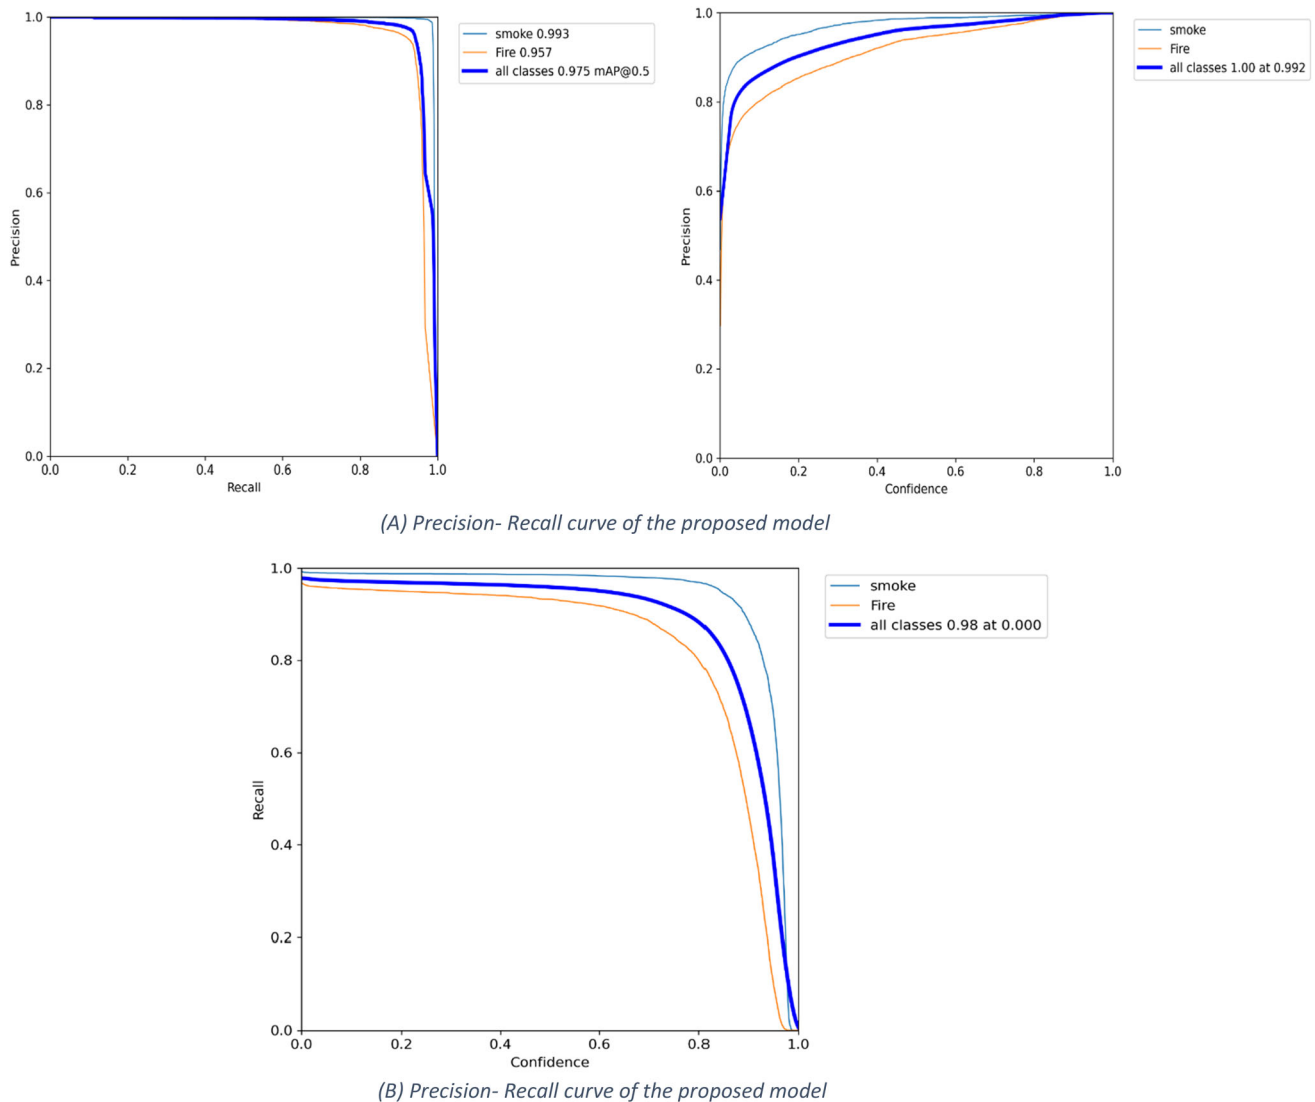 1.0
0.8
0.6
0.4
0.2
0.0
Precision
0.0 0.2 0.4 0.6 0.8 1.0
Recall
smoke 0.993
Fire 0.957
all classes 0.975 mAP@0.5
1.0
0.8
0.6
0.4
0.2
0.0
Precision
0.0 0.2 0.4 0.6 0.8 1.0
Confidence
smoke
Fire
all classes 1.00 at 0.992
(A) Precision- Recall curve of the proposed model
1.0
0.8
0.6
0.4
0.2
0.0
Recall
0.0 0.2 0.4 0.6 0.8 1.0
Confidence
smoke
Fire
all classes 0.98 at 0.000
(B) Precision- Recall curve of the proposed model